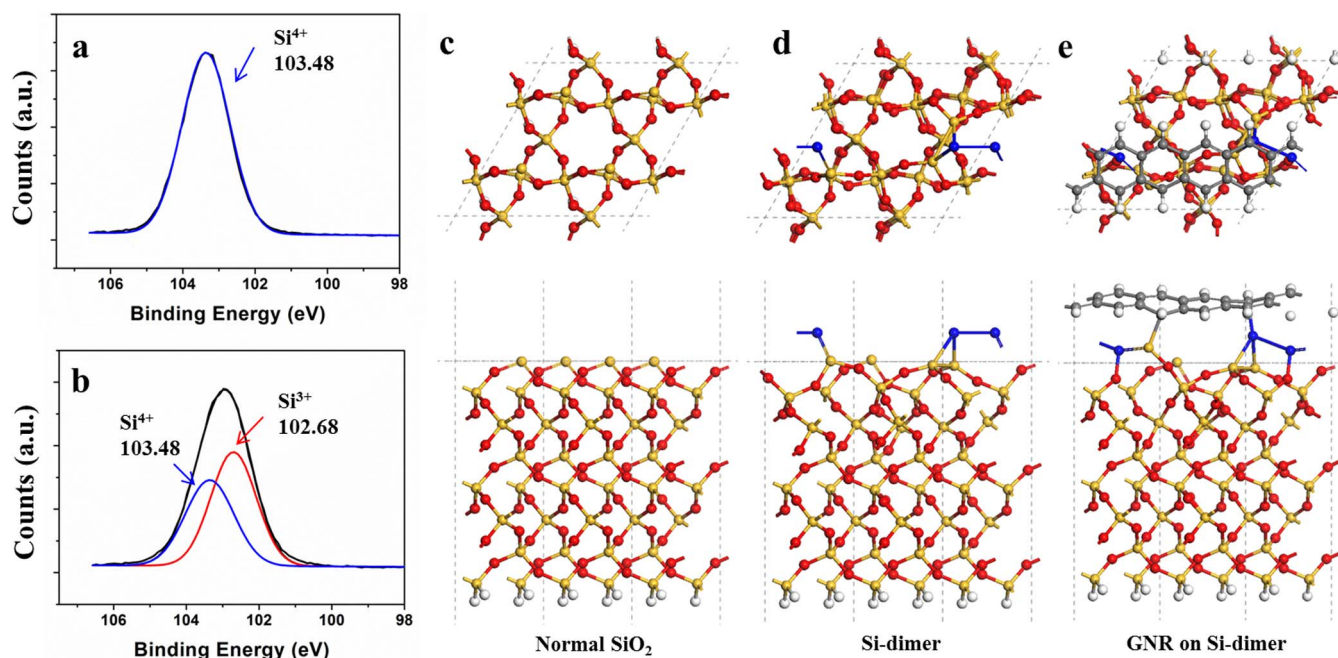 a
Si⁴⁺
103.48
Counts (a.u.)
106 104 102 100 98
Binding Energy (eV)
b
Si⁴⁺
103.48
Si³⁺
102.68
Counts (a.u.)
106 104 102 100 98
Binding Energy (eV)
c
d
e
Normal SiO₂
Si-dimer
GNR on Si-dimer